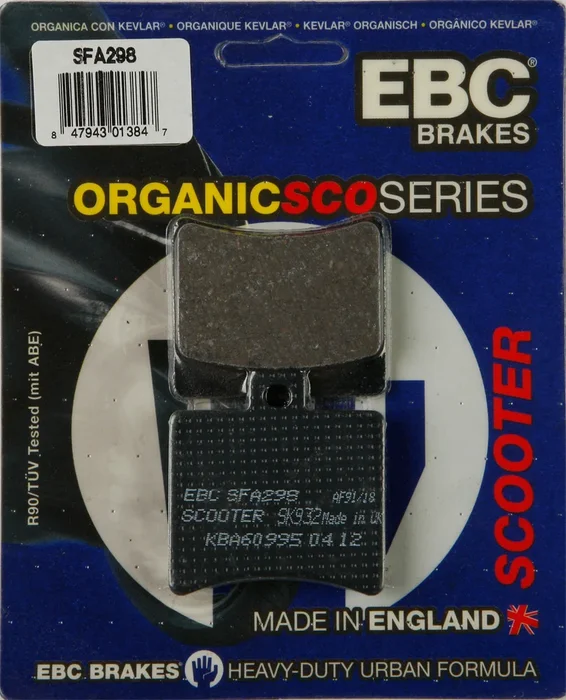 ORGANICA CON KEVLAR® • ORGANIQUE KEVLAR® • KEVLAR® ORGANISCH • ORGÂNICO KEVLAR®
SFA298
8 47943 01384 7
EBC®
BRAKES
ORGANICSCOSERIES
R90/TÜV Tested (mit ABE)
SCOOTER
EBC SFA298 AF91/18
SCOOTER SK932 Made in UK
KBA60995 04 12
MADE IN ENGLAND
EBC BRAKES® HEAVY-DUTY URBAN FORMULA